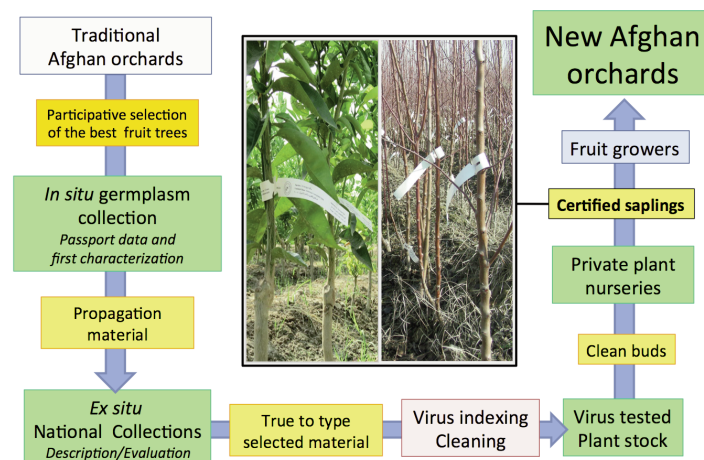 Traditional
Afghan orchards
Participative selection
of the best fruit trees
In situ germplasm
collection
Passport data and
first characterization
Propagation
material
Ex situ
National Collections
Description/Evaluation
True to type
selected material
Virus indexing
Cleaning
Virus tested
Plant stock
Clean buds
Private plant
nurseries
Certified saplings
Fruit growers
New Afghan
orchards